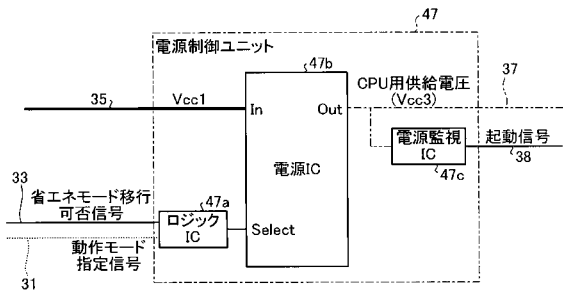 47
電源制御ユニット
47b
CPU用供給電圧
(Vcc3)
37
35
Vcc1
In
Out
電源監視
IC
起動信号
38
47c
電源IC
33
省エネモード移行
可否信号
47a
ロジック
IC
Select
動作モード
指定信号
31